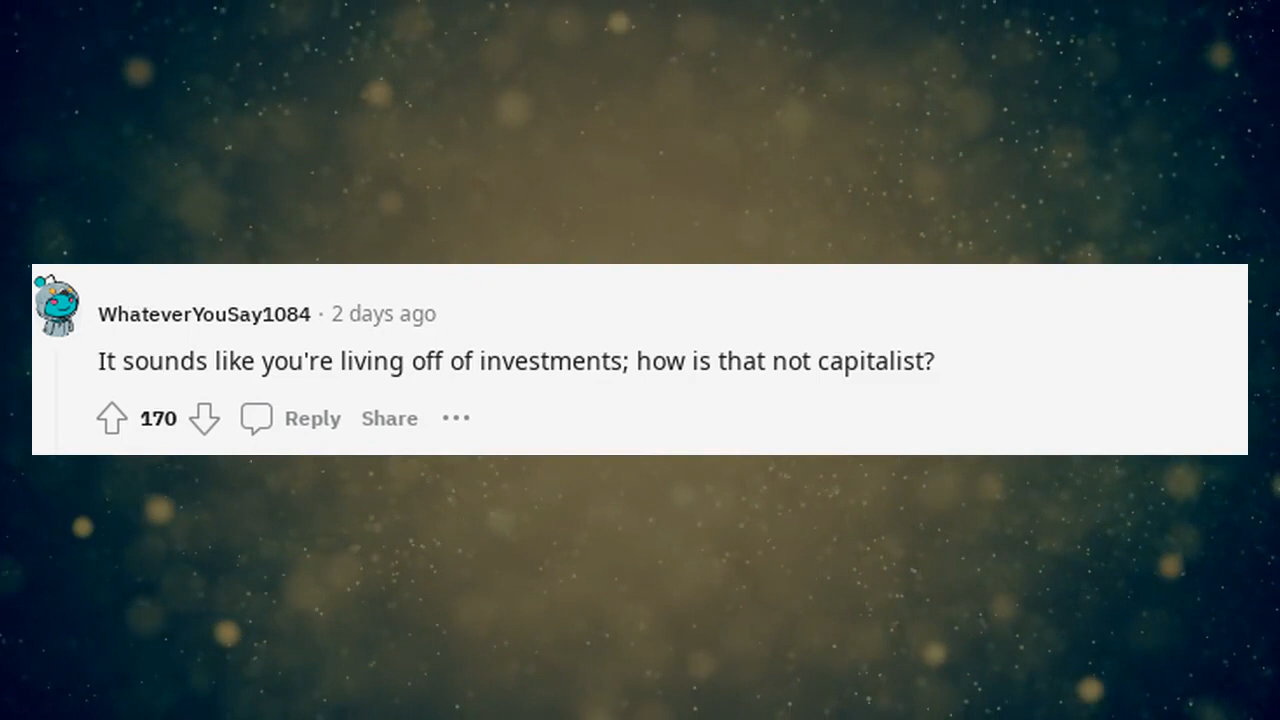 WhateverYouSay1084 · 2 days ago
It sounds like you're living off of investments; how is that not capitalist?
170 Reply Share ···